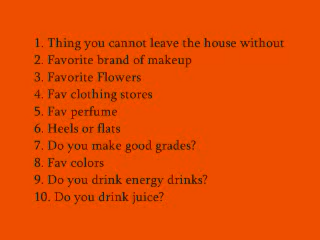 1. Thing you cannot leave the house without
2. Favorite brand of makeup
3. Favorite Flowers
4. Fav clothing stores
5. Fav perfume
6. Heels or flats
7. Do you make good grades?
8. Fav colors
9. Do you drink energy drinks?
10. Do you drink juice?